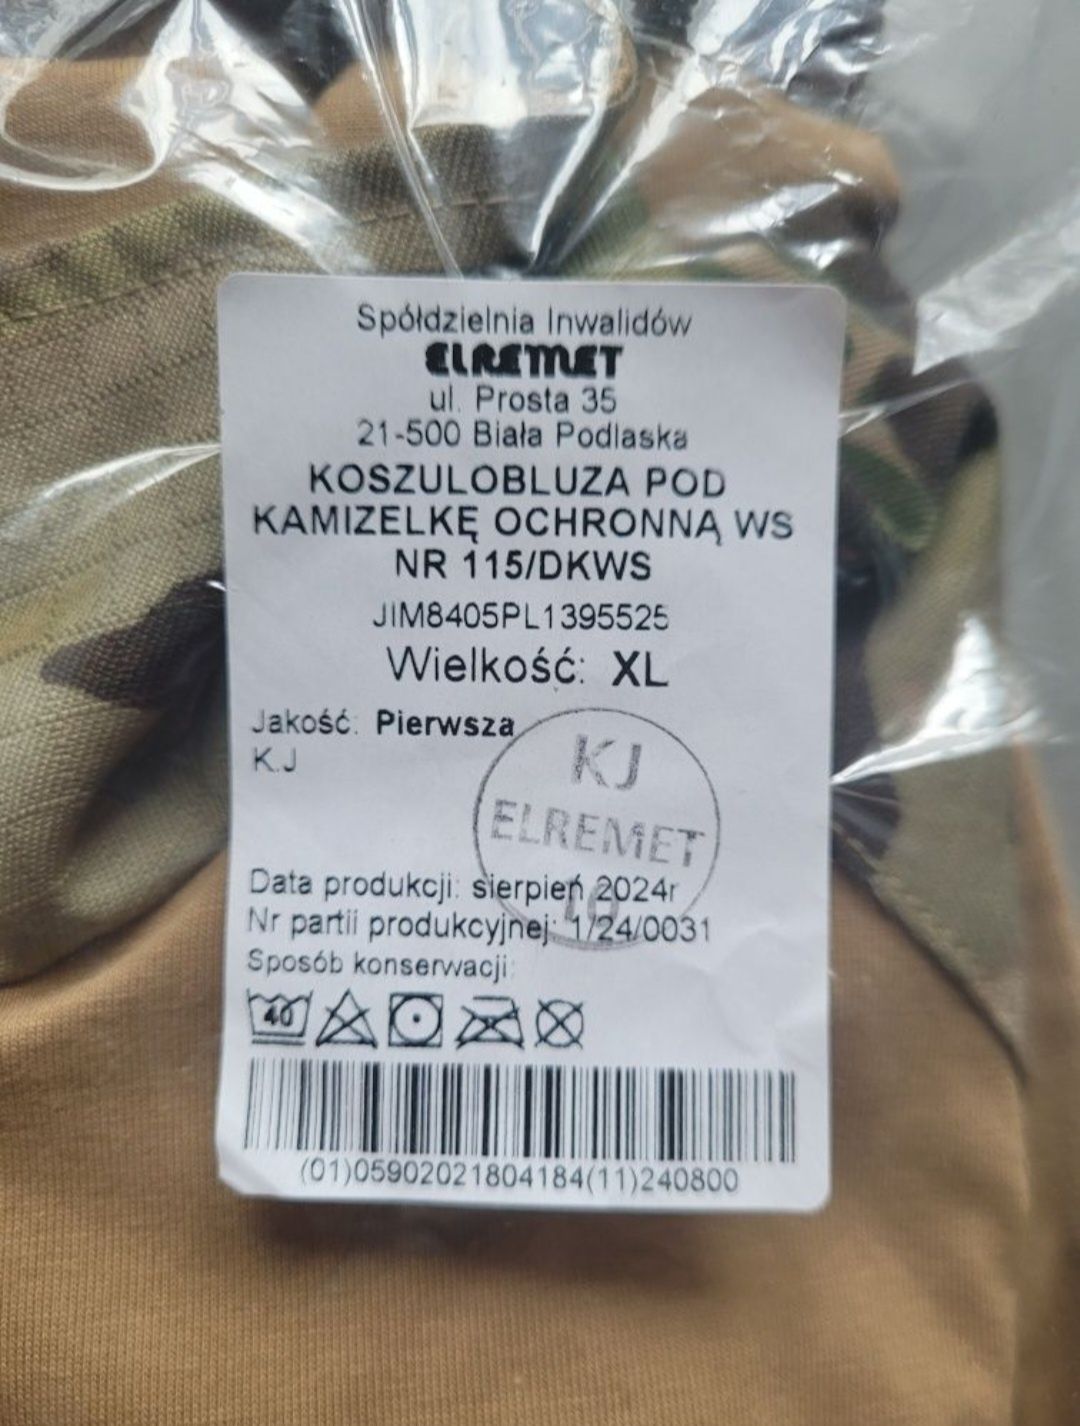 Spółdzielnia Inwalidów
ELREMET
ul. Prosta 35
21-500 Biała Podlaska
KOSZULOBLUZA POD
KAMIZELKĘ OCHRONNĄ WS
NR 115/DKWS
JIM8405PL1395525
Wielkość: XL
Jakość: Pierwsza
K.J
KJ
ELREMET
10
Data produkcji: sierpień 2024r
Nr partii produkcyjnej: 1/24/0031
Sposób konserwacji:
40
(01)05902021804184(11)240800